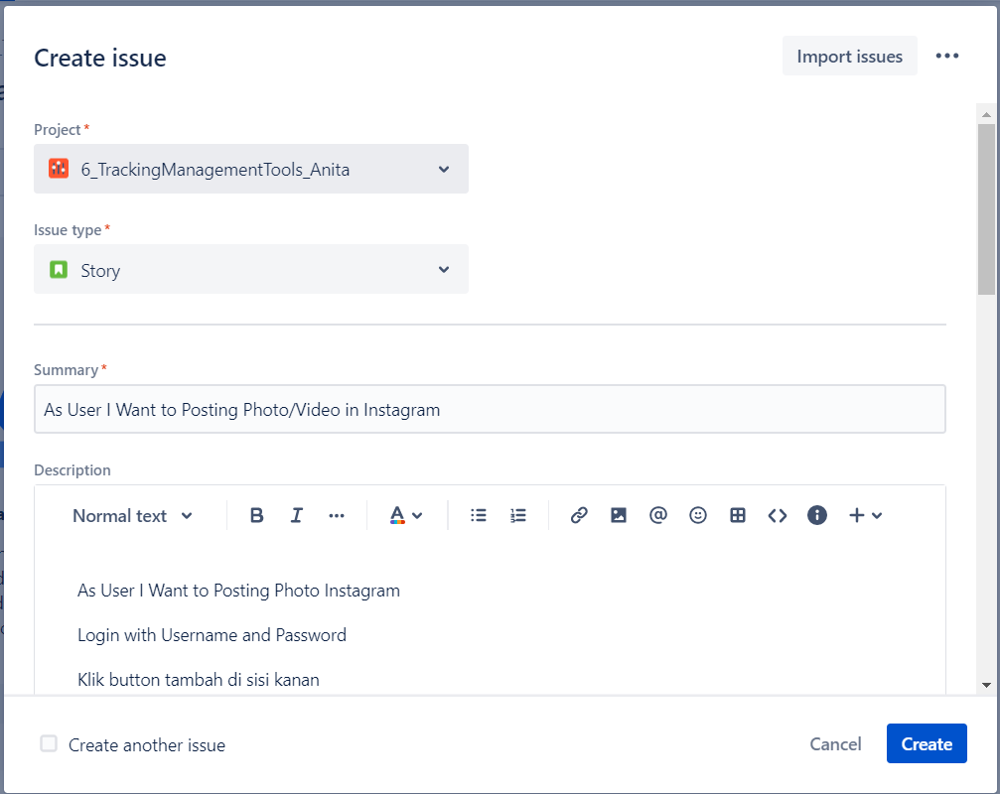 Create issue
Import issues
Project *
6_TrackingManagementTools_Anita
Issue type *
Story
Summary *
As User I Want to Posting Photo/Video in Instagram
Description
Normal text
As User I Want to Posting Photo Instagram
Login with Username and Password
Klik button tambah di sisi kanan
Create another issue
Cancel
Create